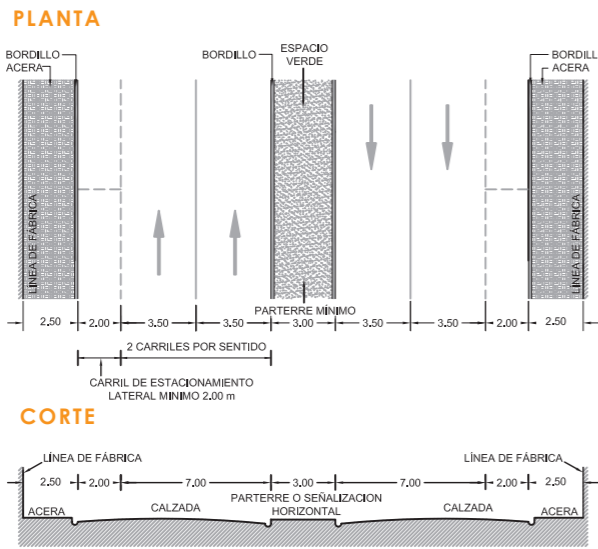 PLANTA
BORDILLO
ACERA
BORDILLO
ESPACIO
VERDE
BORDILL
ACERA
LÍNEA DE FÁBRICA
LÍNEA DE FÁBRICA
PARTERRE MÍNIMO
2.50 2.00 3.50 3.50 3.00 3.50 3.50 2.00 2.50
2 CARRILES POR SENTIDO
CARRIL DE ESTACIONAMIENTO
LATERAL MINIMO 2.00 m
CORTE
LÍNEA DE FÁBRICA
LÍNEA DE FÁBRICA
2.50 2.00 7.00 3.00 7.00 2.00 2.50
ACERA
CALZADA
PARTERRE O SEÑALIZACION
HORIZONTAL
CALZADA
ACERA